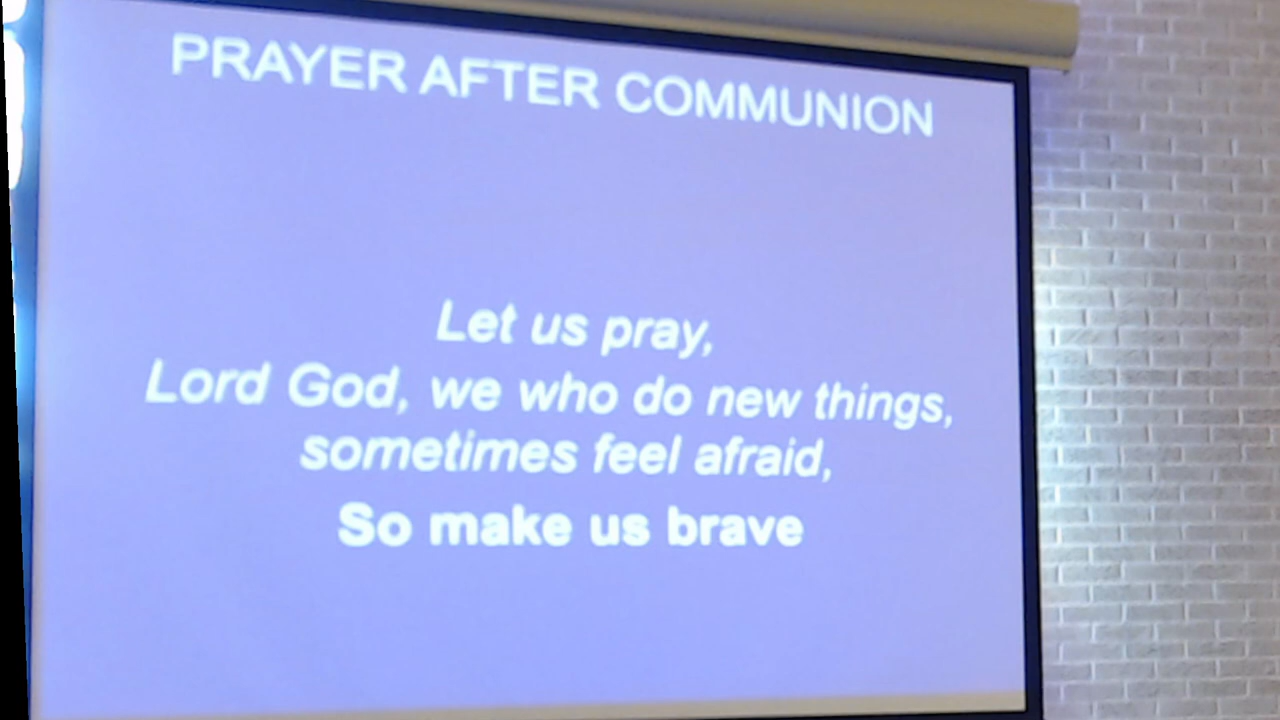 PRAYER AFTER COMMUNION
Let us pray,
Lord God, we who do new things,
sometimes feel afraid,
So make us brave